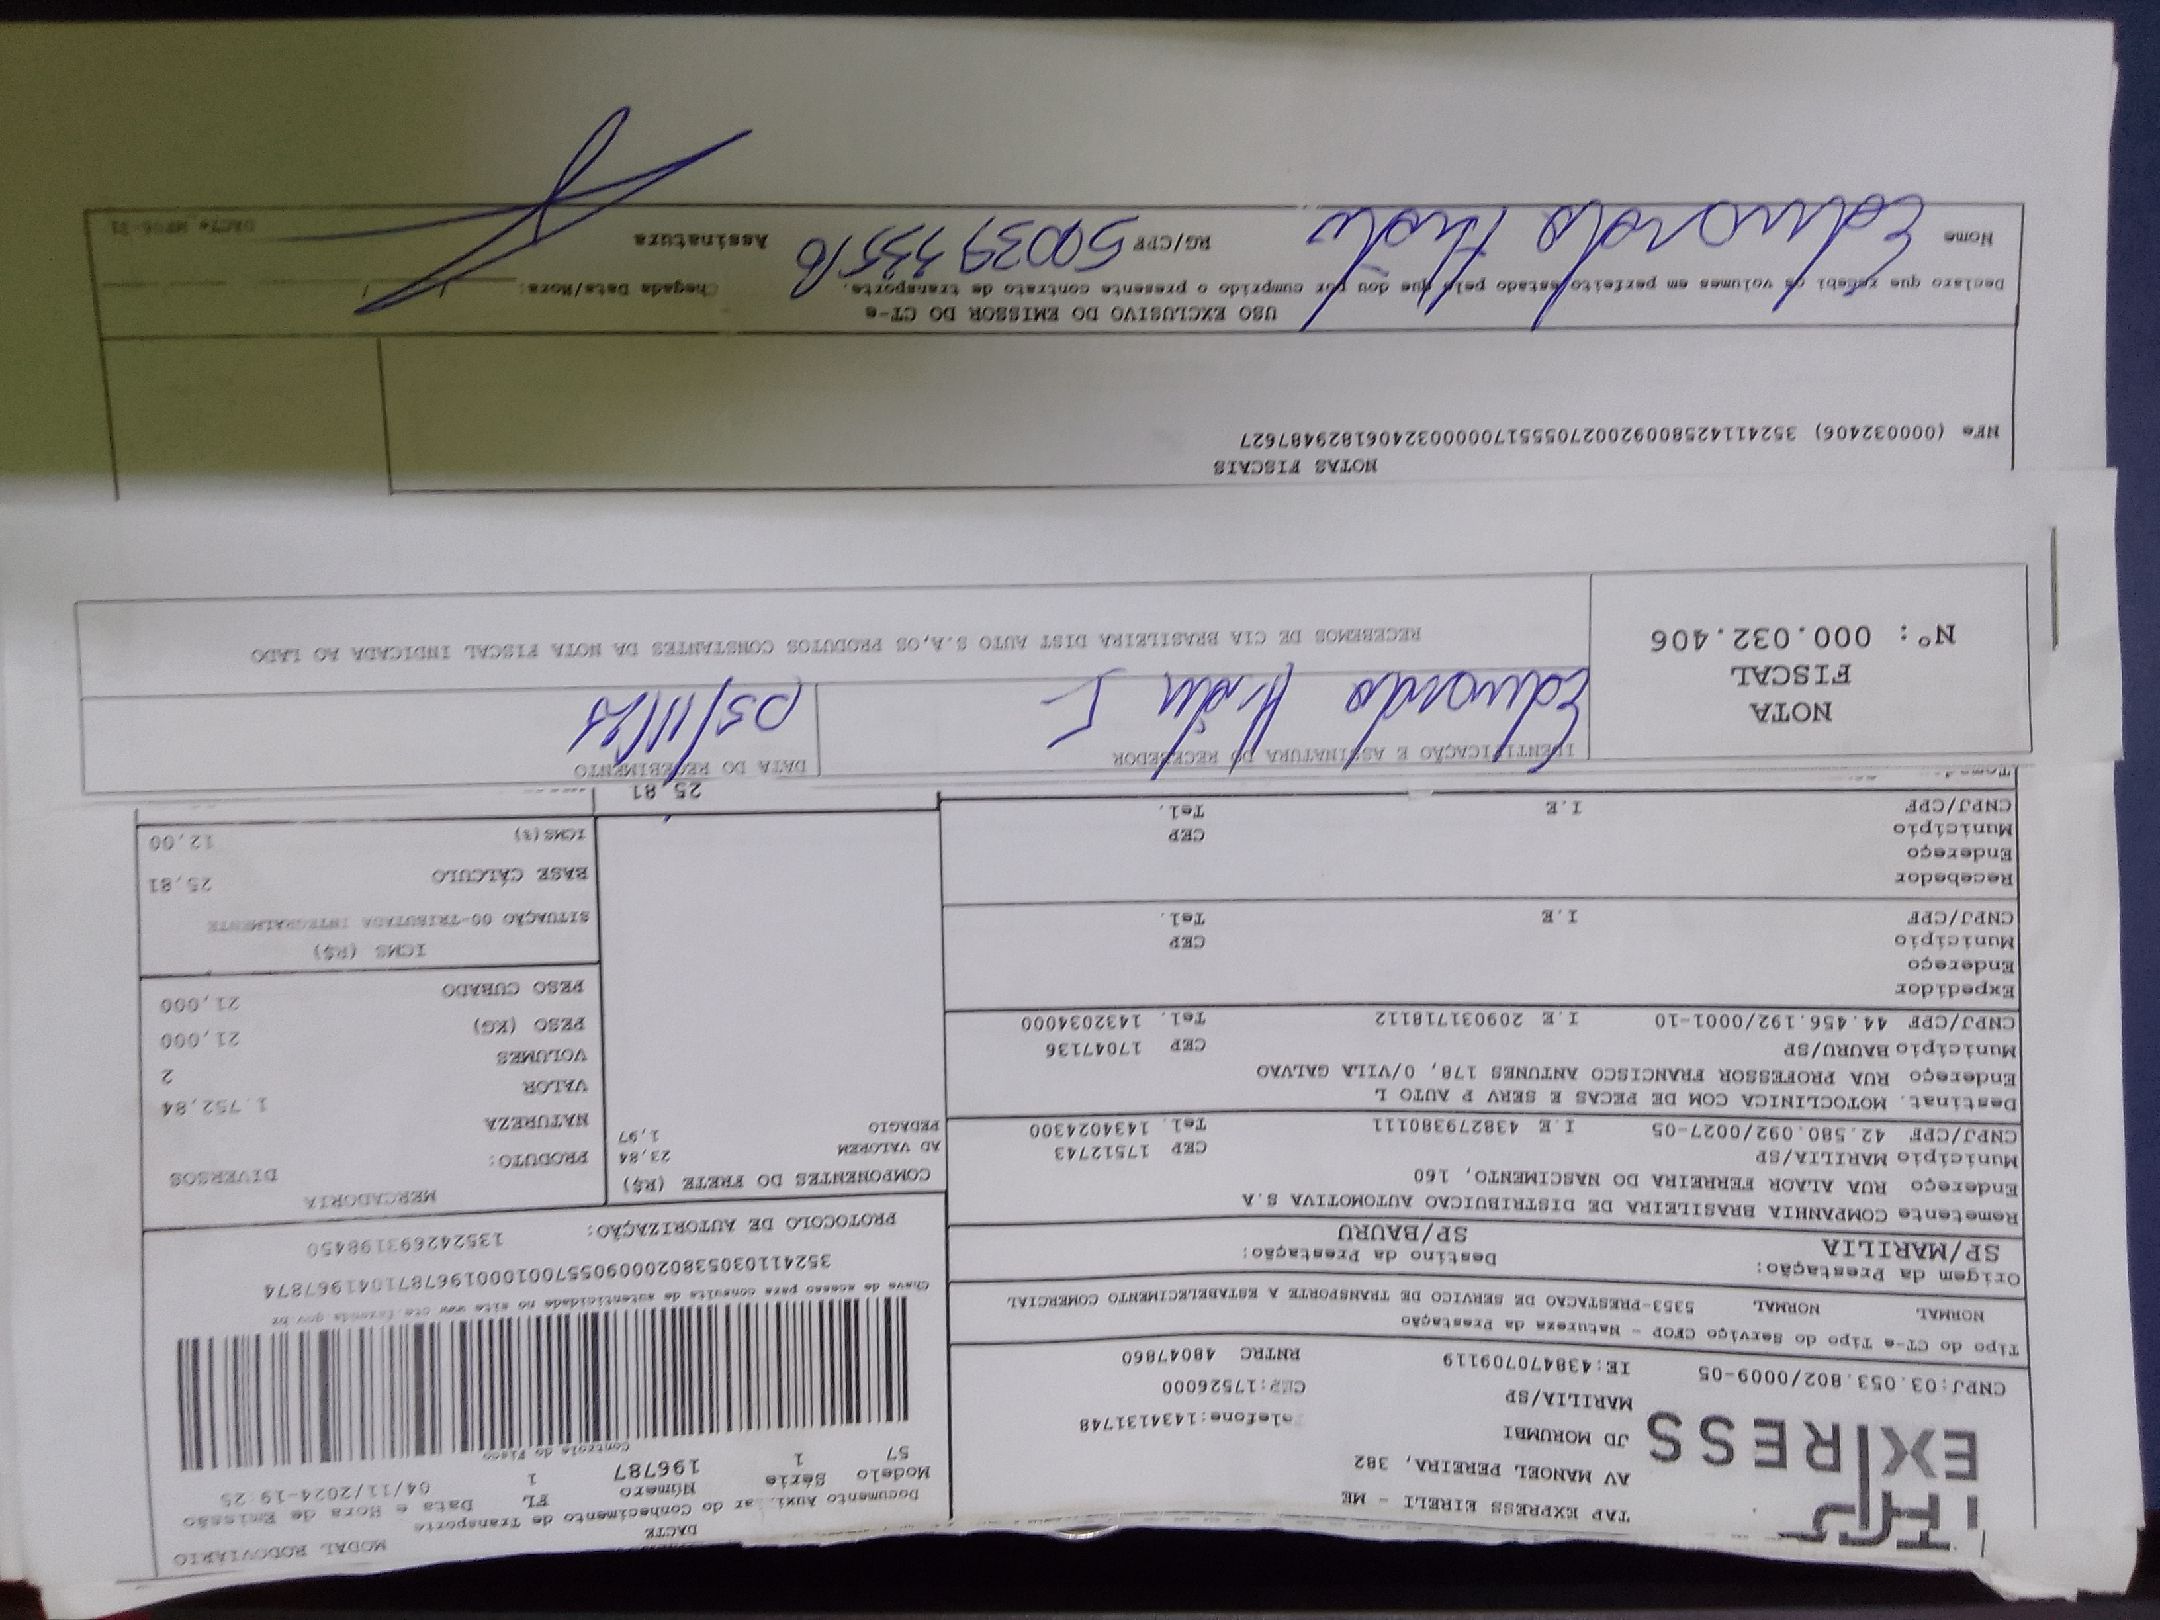 TAP
EXPRESS
TAP EXPRESS EIRELI - ME
AV MANOEL PEREIRA, 382
JD MORUMBI
Telefone:1434131748
MARILIA/SP
CEP:17526000
CNPJ:03.053.802/0009-05 IE:43847079119 RNTRC 48047860
DACTE MODAL RODOVIÁRIO
Documento Auxiliar do Conhecimento de Transporte
Modelo Série Número FL Data e Hora de Emissão
57 1 196787 1 04/11/2024-19:25
Controle do Fisco
Chave de acesso para consulta de autenticidade no site www.cte.fazenda.gov.br
35241103053802000905570010001967871041967874
PROTOCOLO DE AUTORIZAÇÃO: 135242693198450
Tipo do CT-e Tipo do Serviço CFOP - Natureza da Prestação
NORMAL NORMAL 5353-PRESTACAO DE SERVICO DE TRANSPORTE A ESTABELECIMENTO COMERCIAL
Origem da Prestação: Destino da Prestação:
SP/MARILIA SP/BAURU
Remetente COMPANHIA BRASILEIRA DE DISTRIBUICAO AUTOMOTIVA S.A
Endereço RUA ALAOR FERREIRA DO NASCIMENTO, 160
Município MARILIA/SP CEP 17512743
CNPJ/CPF 42.580.092/0027-05 I.E 438279380111 Tel. 1434024300
Destinat. MOTOCLINICA COM DE PECAS E SERV P AUTO L
Endereço RUA PROFESSOR FRANCISCO ANTUNES 178, 0/VILA GALVAO
Município BAURU/SP CEP 17047136
CNPJ/CPF 44.456.192/0001-10 I.E 209031718112 Tel. 1432034000
Expedidor
Endereço
Município CEP
CNPJ/CPF I.E Tel.
Recebedor
Endereço
Município CEP
CNPJ/CPF I.E Tel.
COMPONENTES DO FRETE (R$)
AD VALOREM 23,84
PEDAGIO 1,97
25,81
MERCADORIA
PRODUTO: DIVERSOS
NATUREZA
VALOR 1.752,84
VOLUMES 2
PESO (KG) 21,000
PESO CUBADO 21,000
ICMS (R$)
SITUAÇÃO 00-TRIBUTADA INTEGRALMENTE
BASE CÁLCULO 25,81
ICMS(%) 12,00
NOTA
FISCAL
Nº: 000.032.406
IDENTIFICAÇÃO E ASSINATURA DO RECEBEDOR
Eduardo
DATA DO RECEBIMENTO
RECEBEMOS DE CIA BRASILEIRA DIST AUTO S.A,OS PRODUTOS CONSTANTES DA NOTA FISCAL INDICADA AO LADO
NOTAS FISCAIS
NFe (000032406) 35241142580092002705551700000324061829487627
USO EXCLUSIVO DO EMISSOR DO CT-e
Declaro que recebi os volumes em perfeito estado pelo que dou por cumprido o presente contrato de transporte. Chegada Data/Hora: / /
Nome Eduardo RG/CPF Assinatura